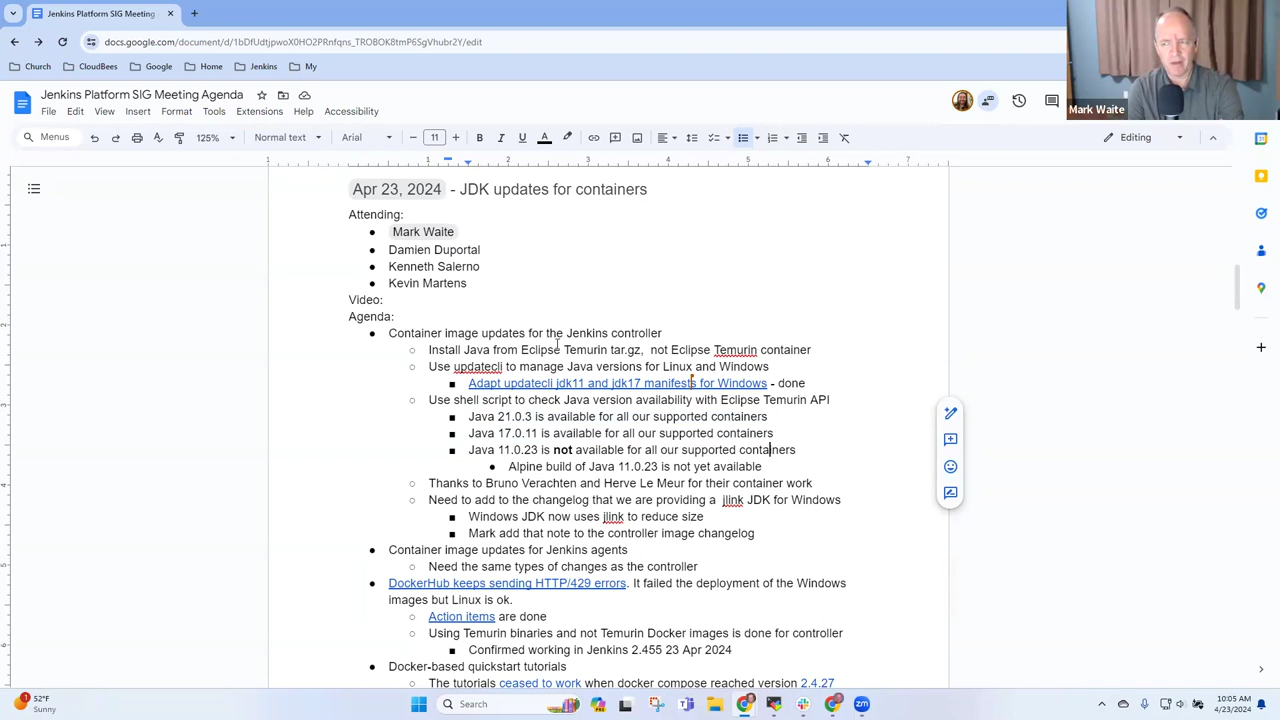 Jenkins Platform SIG Meeting
docs.google.com/document/d/1bDfUdtjpwoX0HO2PRnfqns_TROBOK8tmP6SgVhubr2Y/edit
Church
CloudBees
Google
Home
Jenkins
My
Jenkins Platform SIG Meeting Agenda
File Edit View Insert Format Tools Extensions Help Accessibility
Mark Waite
Menus
125%
Normal text
Arial
11
Editing
1 1 2 3 4 5 6 7
Apr 23, 2024 - JDK updates for containers
Attending:
Mark Waite
Damien Duportal
Kenneth Salerno
Kevin Martens
Video:
Agenda:
Container image updates for the Jenkins controller
Install Java from Eclipse Temurin tar.gz, not Eclipse Temurin container
Use updatecli to manage Java versions for Linux and Windows
Adapt updatecli jdk11 and jdk17 manifests for Windows - done
Use shell script to check Java version availability with Eclipse Temurin API
Java 21.0.3 is available for all our supported containers
Java 17.0.11 is available for all our supported containers
Java 11.0.23 is not available for all our supported containers
Alpine build of Java 11.0.23 is not yet available
Thanks to Bruno Verachten and Herve Le Meur for their container work
Need to add to the changelog that we are providing a jlink JDK for Windows
Windows JDK now uses jlink to reduce size
Mark add that note to the controller image changelog
Container image updates for Jenkins agents
Need the same types of changes as the controller
DockerHub keeps sending HTTP/429 errors. It failed the deployment of the Windows
images but Linux is ok.
Action items are done
Using Temurin binaries and not Temurin Docker images is done for controller
Confirmed working in Jenkins 2.455 23 Apr 2024
Docker-based quickstart tutorials
The tutorials ceased to work when docker compose reached version 2.4.27
52°F
Sunny
Search
10:05 AM
4/23/2024